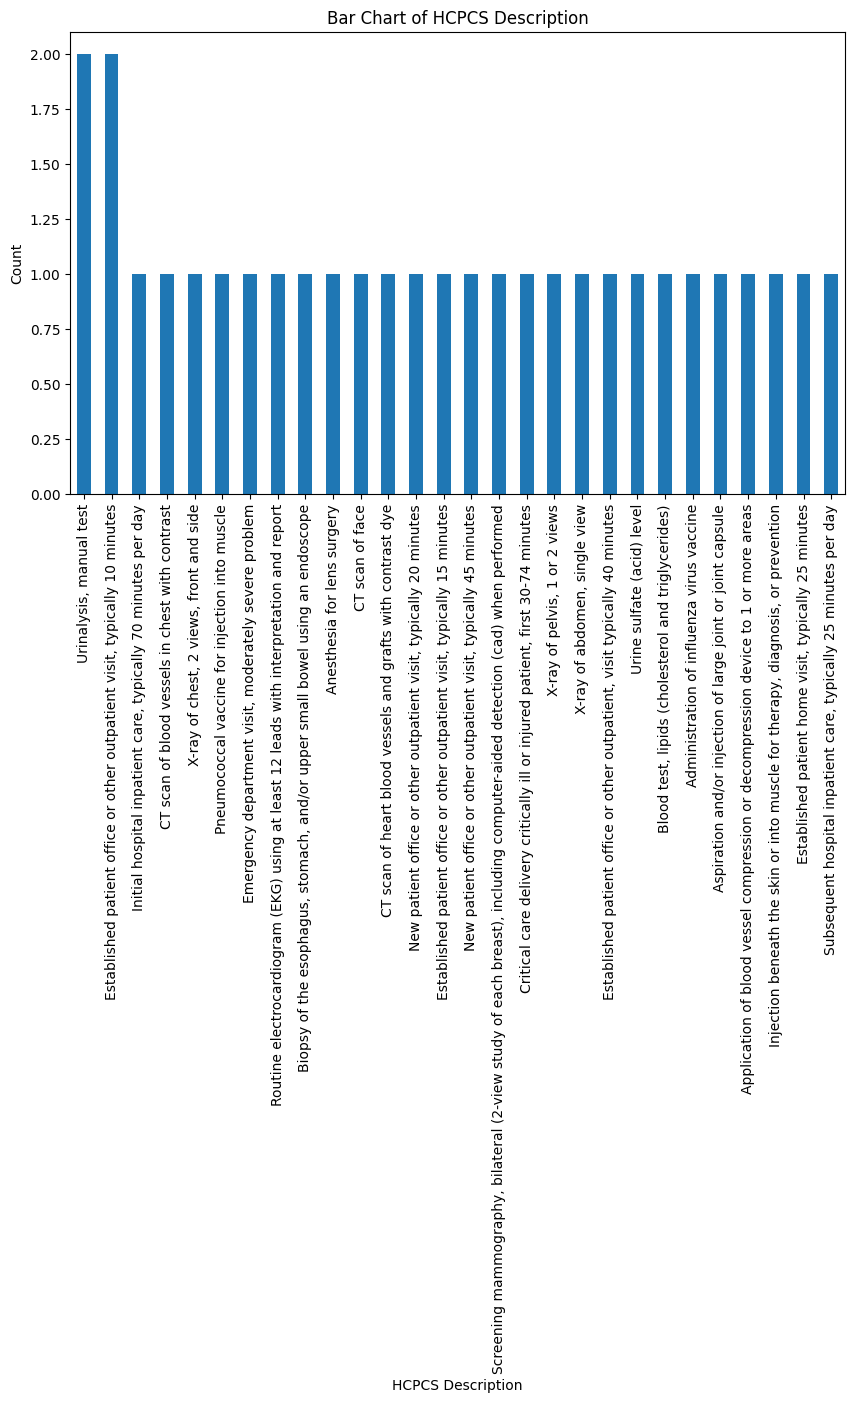 Bar Chart of HCPCS Description
2.00
1.75
1.50
1.25
1.00
0.75
0.50
0.25
0.00
Count
Urinalysis, manual test
Established patient office or other outpatient visit, typically 10 minutes
Initial hospital inpatient care, typically 70 minutes per day
CT scan of blood vessels in chest with contrast
X-ray of chest, 2 views, front and side
Pneumococcal vaccine for injection into muscle
Emergency department visit, moderately severe problem
Routine electrocardiogram (EKG) using at least 12 leads with interpretation and report
Biopsy of the esophagus, stomach, and/or upper small bowel using an endoscope
Anesthesia for lens surgery
CT scan of face
CT scan of heart blood vessels and grafts with contrast dye
New patient office or other outpatient visit, typically 20 minutes
Established patient office or other outpatient visit, typically 15 minutes
New patient office or other outpatient visit, typically 45 minutes
Screening mammography, bilateral (2-view study of each breast), including computer-aided detection (cad) when performed
Critical care delivery critically ill or injured patient, first 30-74 minutes
X-ray of pelvis, 1 or 2 views
X-ray of abdomen, single view
Established patient office or other outpatient, visit typically 40 minutes
Urine sulfate (acid) level
Blood test, lipids (cholesterol and triglycerides)
Administration of influenza virus vaccine
Aspiration and/or injection of large joint or joint capsule
Application of blood vessel compression or decompression device to 1 or more areas
Injection beneath the skin or into muscle for therapy, diagnosis, or prevention
Established patient home visit, typically 25 minutes
Subsequent hospital inpatient care, typically 25 minutes per day
HCPCS Description